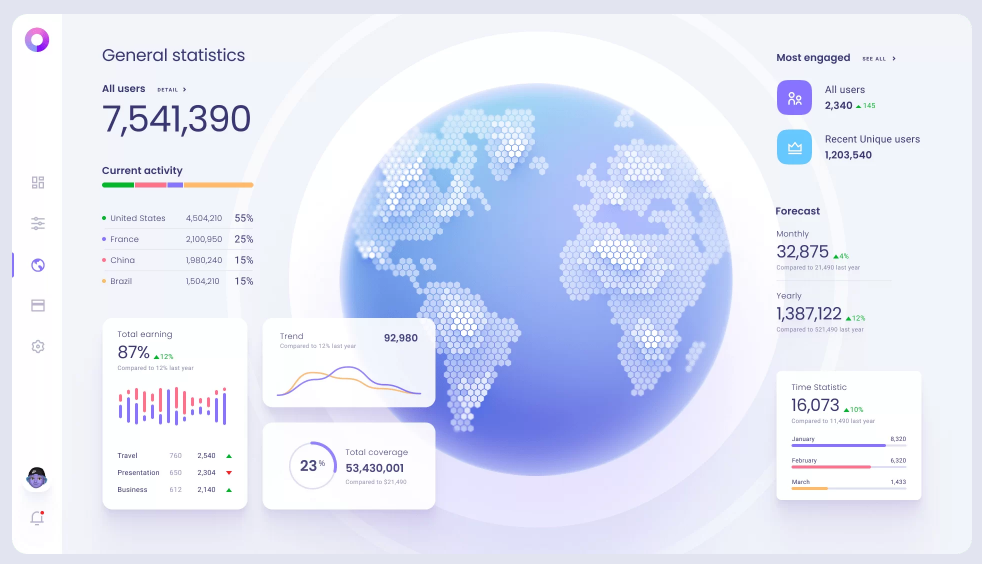 General statistics
All users DETAIL >
7,541,390
Current activity
United States 4,504,210 55%
France 2,100,950 25%
China 1,980,240 15%
Brazil 1,504,210 15%
Total earning
87% ▲12%
Compared to 12% last year
Travel 760 2,540 ▲
Presentation 650 2,304 ▼
Business 612 2,140 ▲
Trend 92,980
Compared to 12% last year
23%
Total coverage
53,430,001
Compared to $21,490
Most engaged SEE ALL >
All users
2,340 ▲145
Recent Unique users
1,203,540
Forecast
Monthly
32,875 ▲4%
Compared to 21,490 last year
Yearly
1,387,122 ▲12%
Compared to $21,490 last year
Time Statistic
16,073 ▲10%
Compared to 11,490 last year
January 8,320
February 6,320
March 1,433